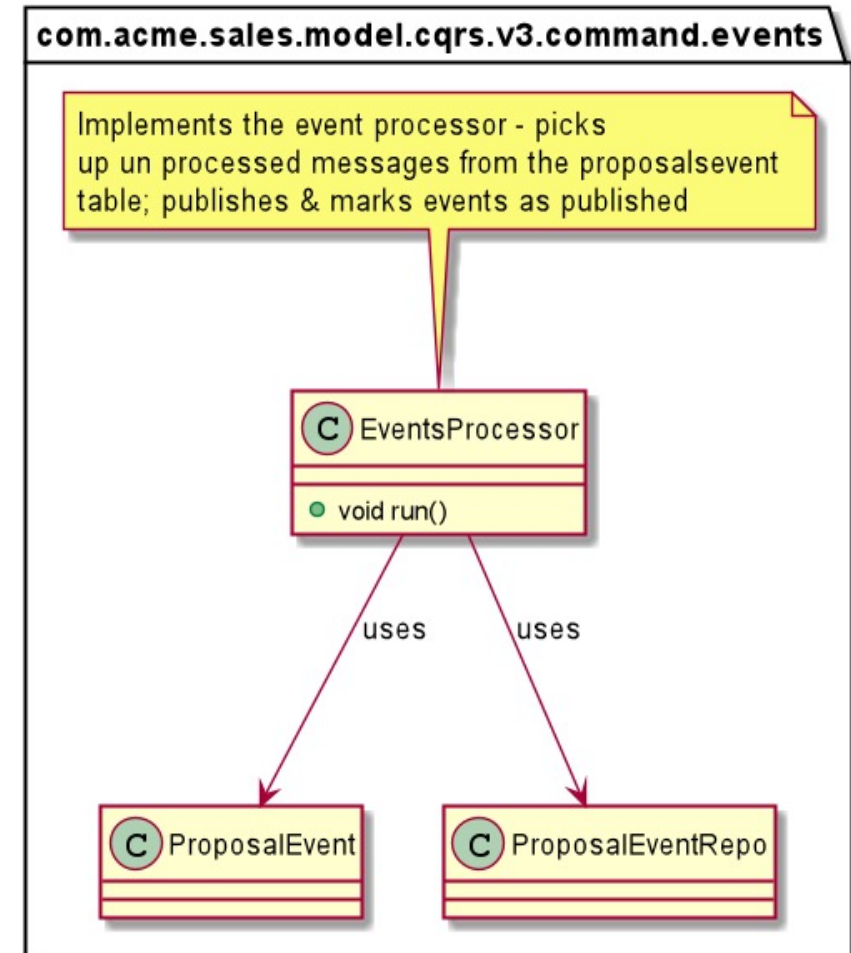 com.acme.sales.model.cqrs.v3.command.events
Implements the event processor - picks
up un processed messages from the proposalsevent
table; publishes & marks events as published
C EventsProcessor
void run()
uses uses
C ProposalEvent C ProposalEventRepo